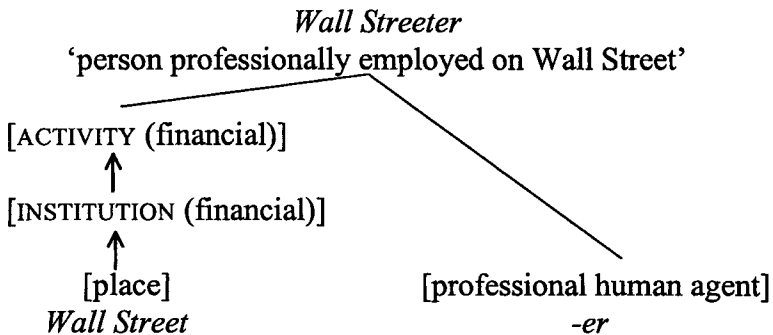 Wall Streeter
‘person professionally employed on Wall Street’
[ACTIVITY (financial)]
[INSTITUTION (financial)]
[place] [professional human agent]
Wall Street -er